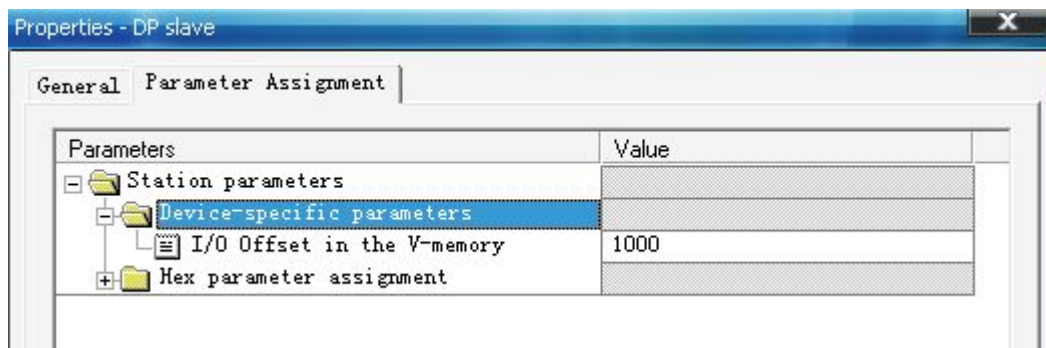 Properties - DP slave
X
General Parameter Assignment
Parameters Value
Station parameters
Device-specific parameters
I/O Offset in the V-memory 1000
Hex parameter assignment